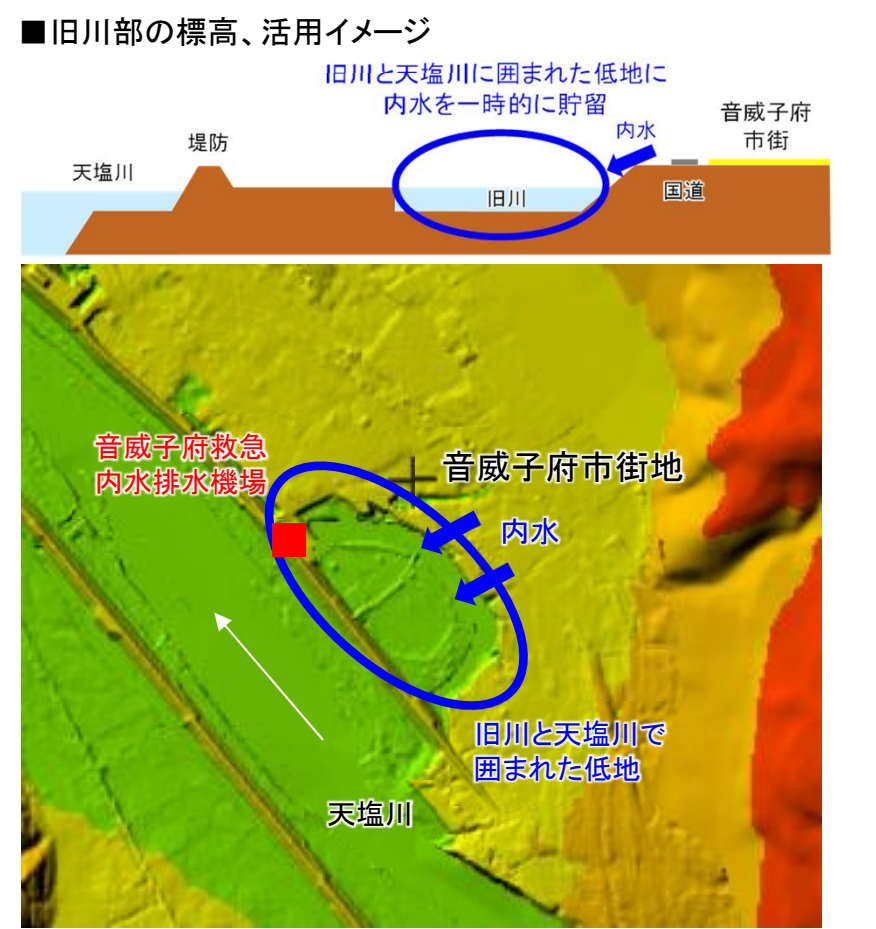 ■旧川部の標高、活用イメージ
旧川と天塩川に囲まれた低地に
内水を一時的に貯留
音威子府
市街
内水
堤防
天塩川
国道
旧川
音威子府救急
内水排水機場
音威子府市街地
内水
旧川と天塩川で
囲まれた低地
天塩川